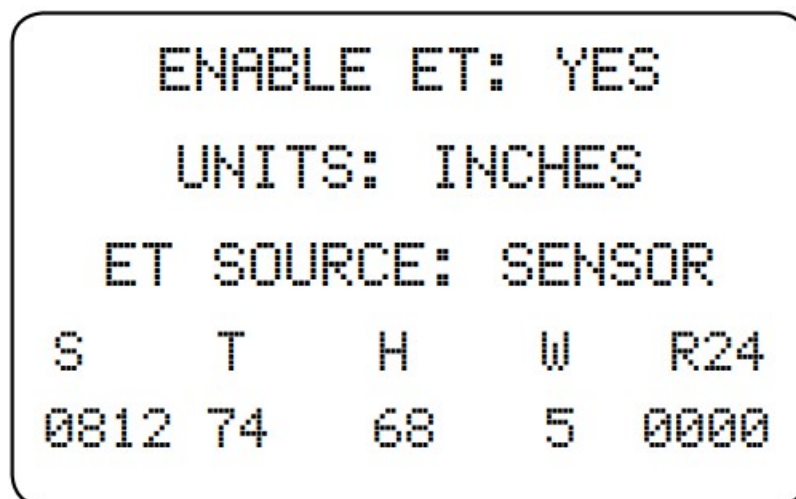 ENABLE ET: YES
UNITS: INCHES
ET SOURCE: SENSOR
S T H W R24
0812 74 68 5 0000